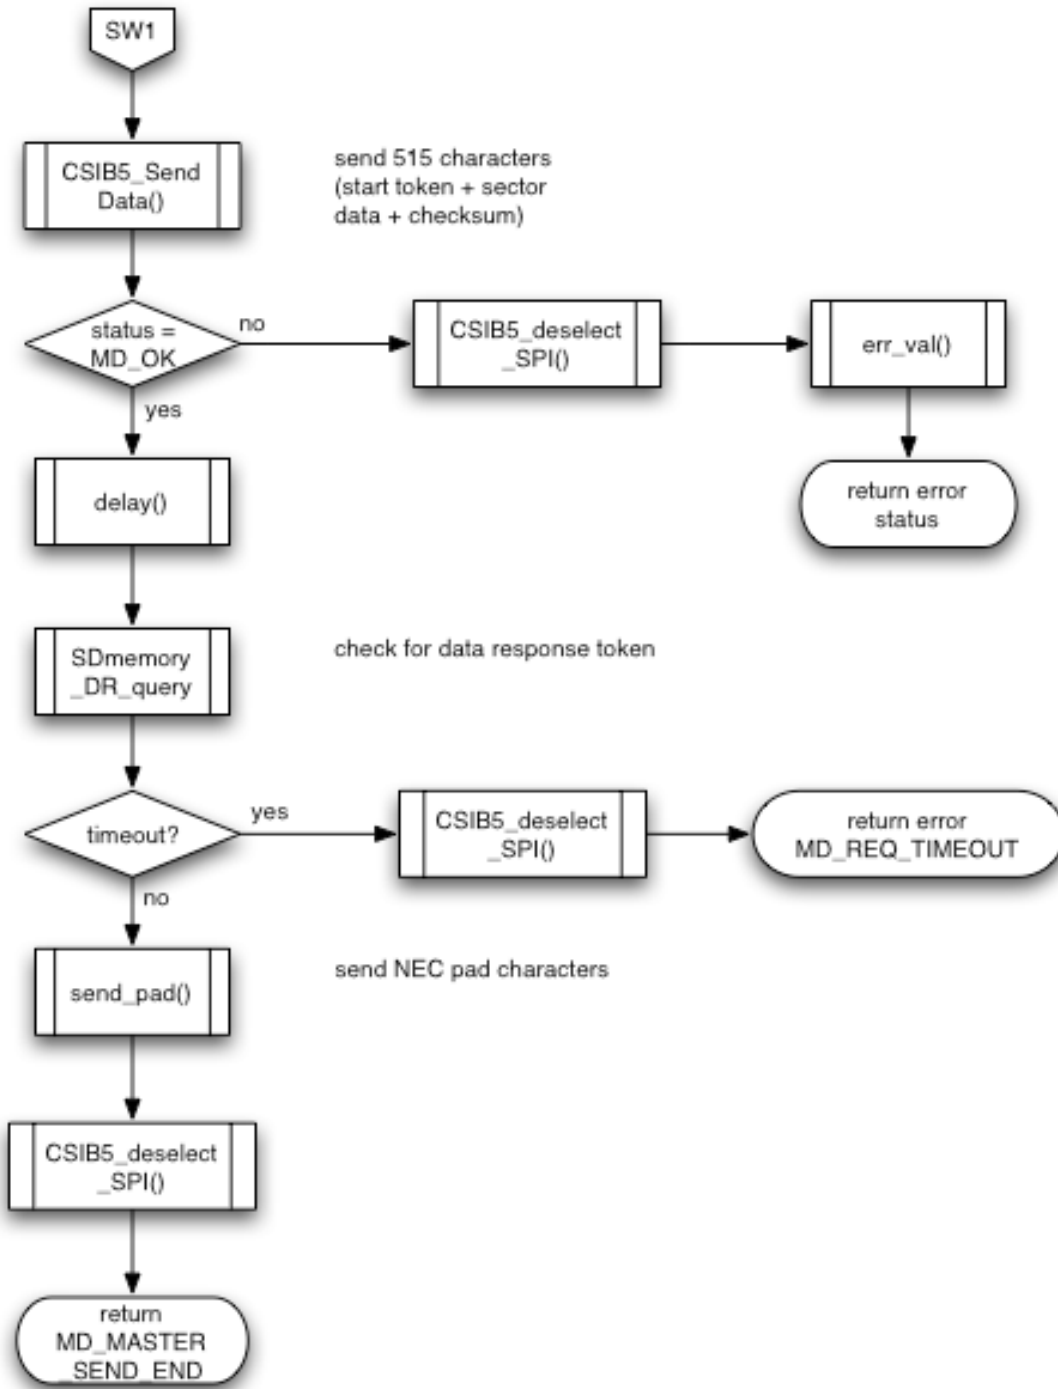 SW1
CSIB5_Send
Data()
send 515 characters
(start token + sector
data + checksum)
status =
MD_OK
no
CSIB5_deselect
_SPI()
err_val()
yes
return error
status
delay()
SDmemory
_DR_query
check for data response token
timeout?
yes
CSIB5_deselect
_SPI()
return error
MD_REQ_TIMEOUT
no
send_pad()
send NEC pad characters
CSIB5_deselect
_SPI()
return
MD_MASTER
_SEND_END